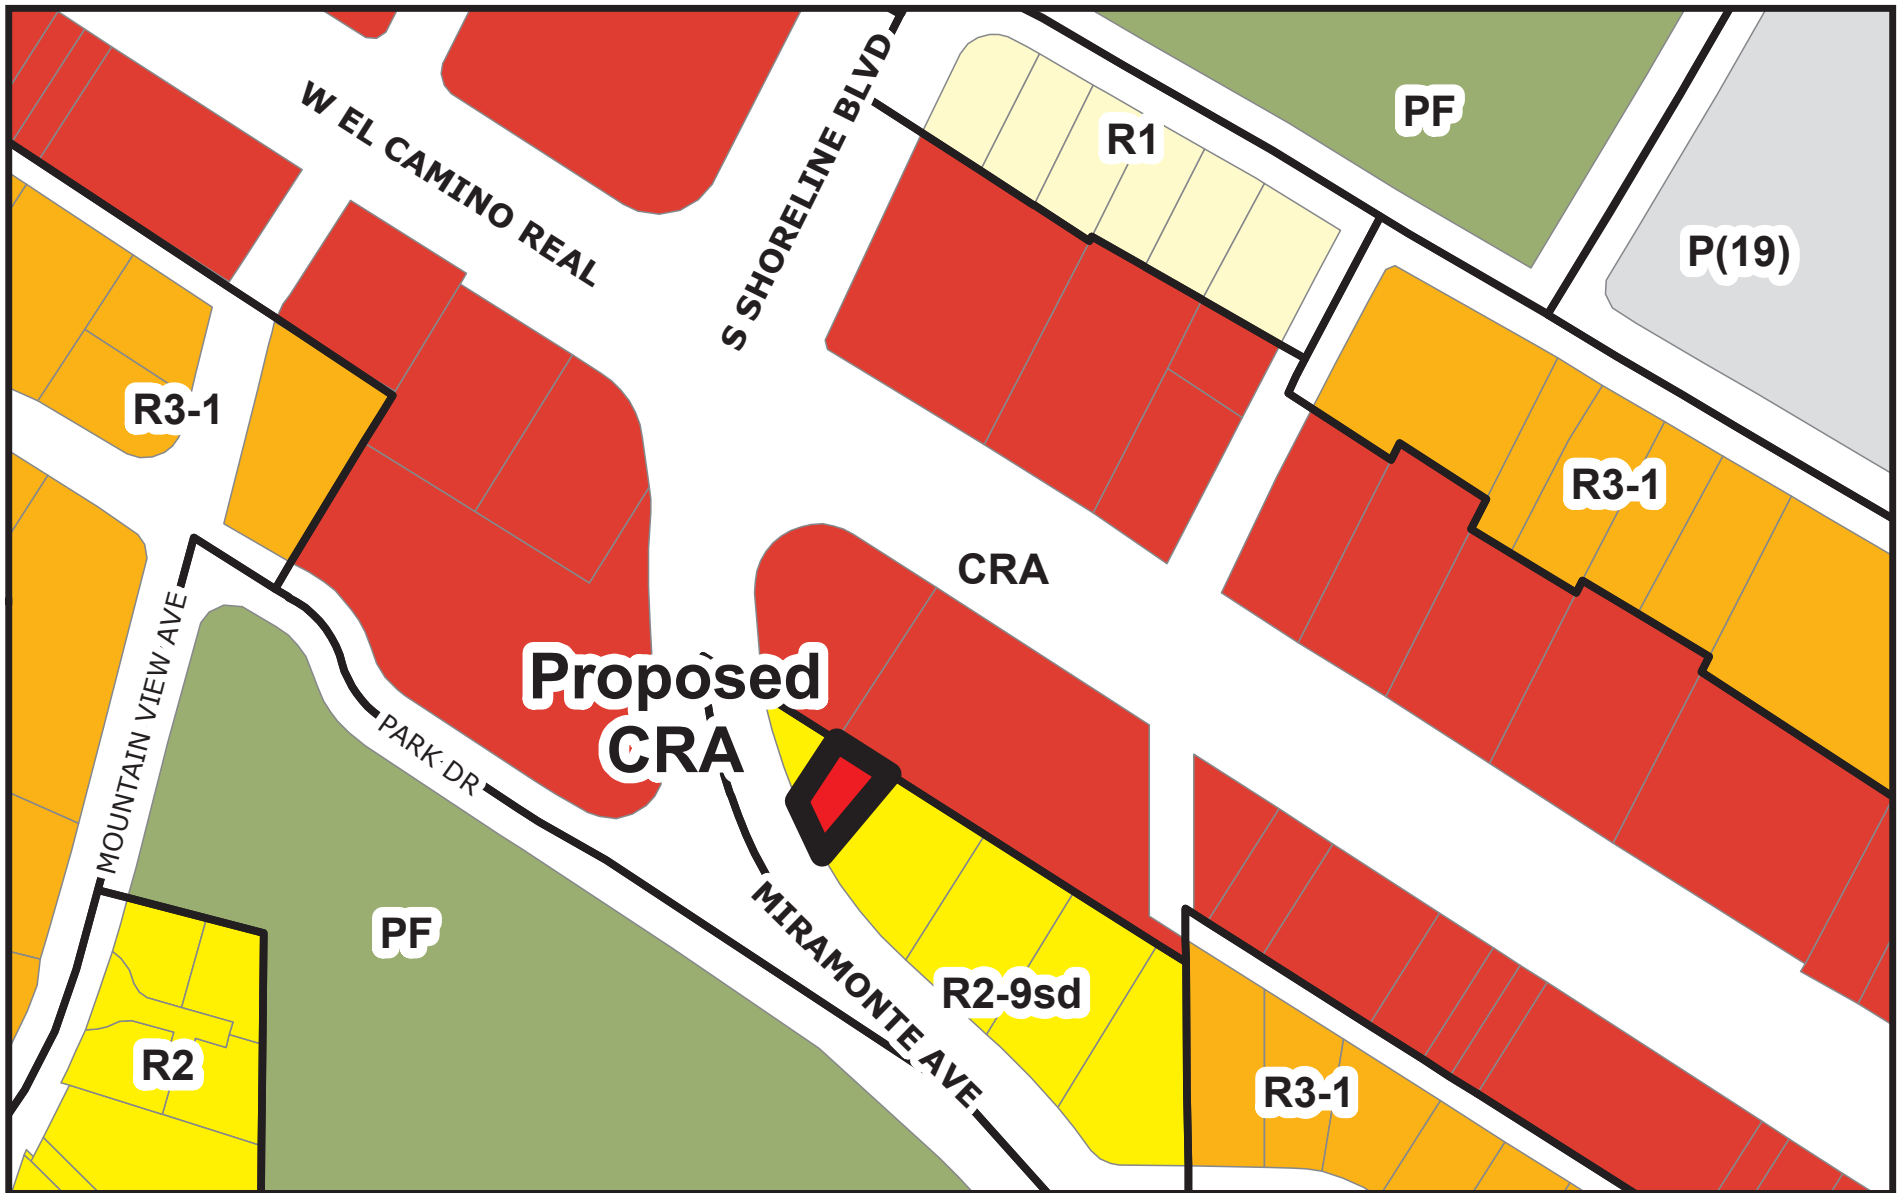 W EL CAMINO REAL
S SHORELINE BLVD
R1
PF
P(19)
R3-1
R3-1
CRA
MOUNTAIN VIEW AVE
PARK DR
Proposed
CRA
PF
MIRAMONTE AVE
R2-9sd
R2
R3-1